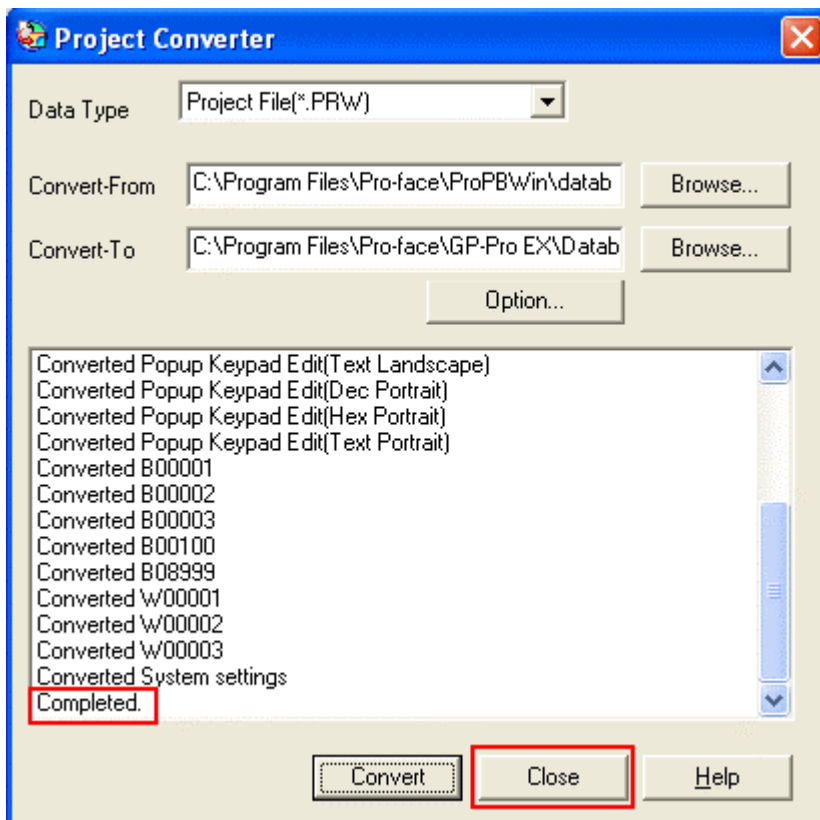 Project Converter
Data Type Project File(*.PRW)
Convert-From C:\Program Files\Pro-face\ProPBWin\datab Browse...
Convert-To C:\Program Files\Pro-face\GP-Pro EX\Datab Browse...
Option...
Converted Popup Keypad Edit(Text Landscape)
Converted Popup Keypad Edit(Dec Portrait)
Converted Popup Keypad Edit(Hex Portrait)
Converted Popup Keypad Edit(Text Portrait)
Converted B00001
Converted B00002
Converted B00003
Converted B00100
Converted B08999
Converted W00001
Converted W00002
Converted W00003
Converted System settings
Completed.
Convert Close Help